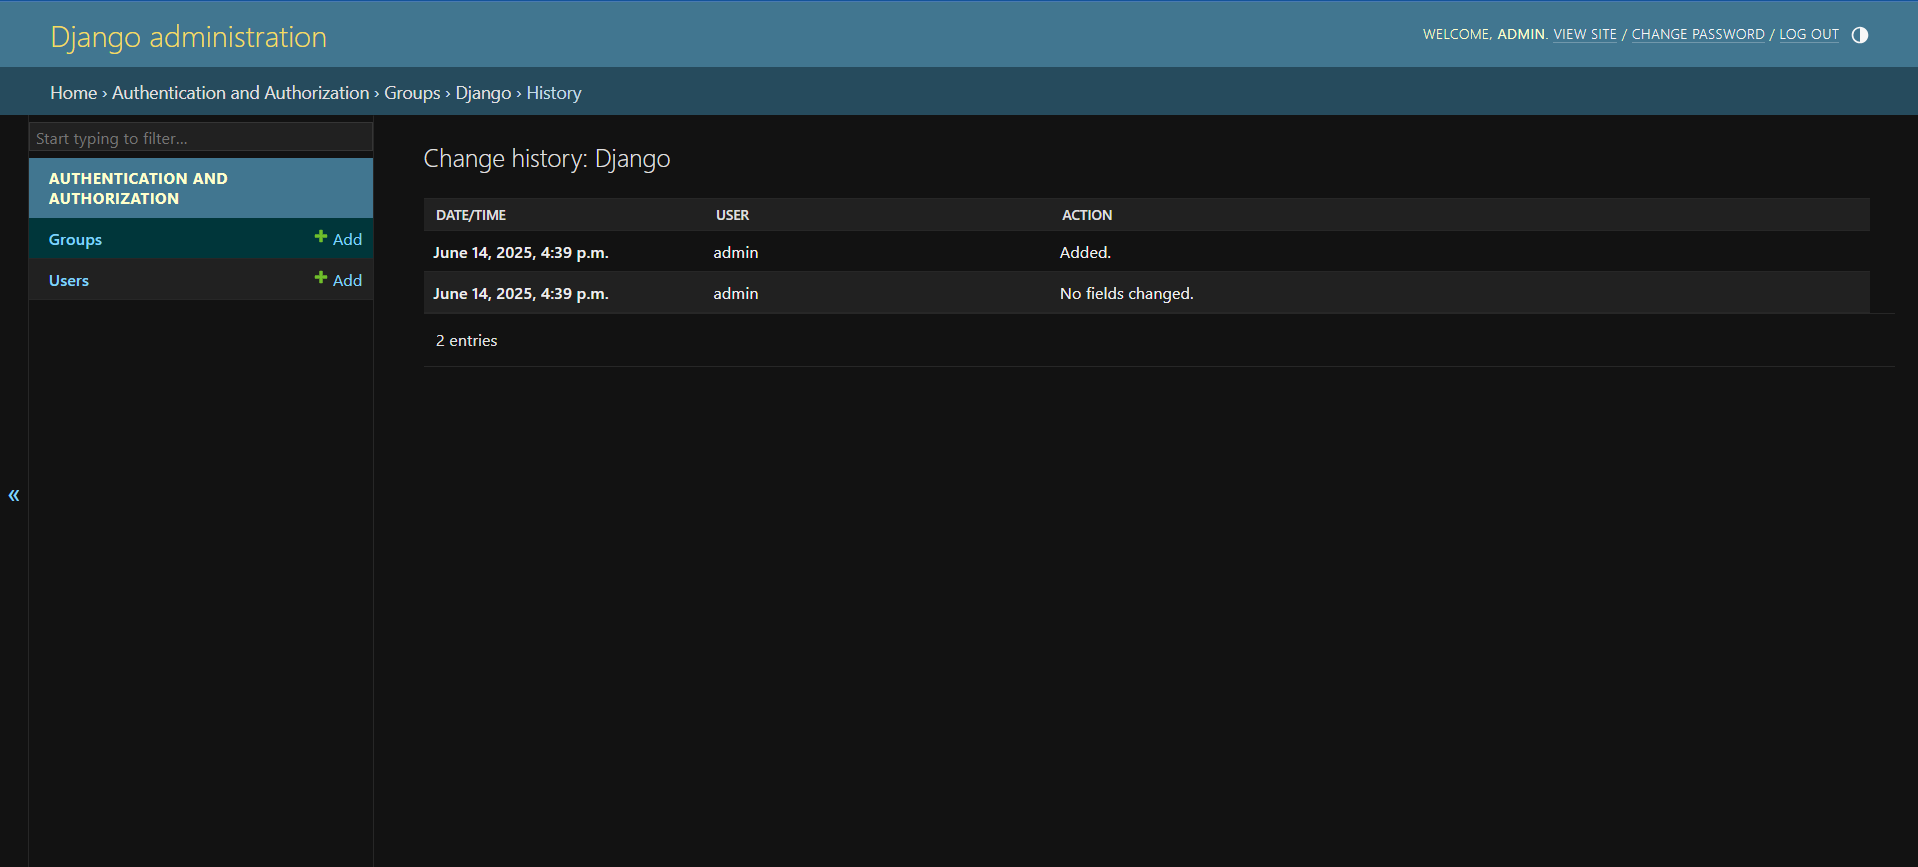 Django administration
WELCOME, ADMIN. VIEW SITE / CHANGE PASSWORD / LOG OUT
Home › Authentication and Authorization › Groups › Django › History
Start typing to filter...
AUTHENTICATION AND
AUTHORIZATION
Groups + Add
Users + Add
«
Change history: Django
DATE/TIME USER ACTION
June 14, 2025, 4:39 p.m. admin Added.
June 14, 2025, 4:39 p.m. admin No fields changed.
2 entries